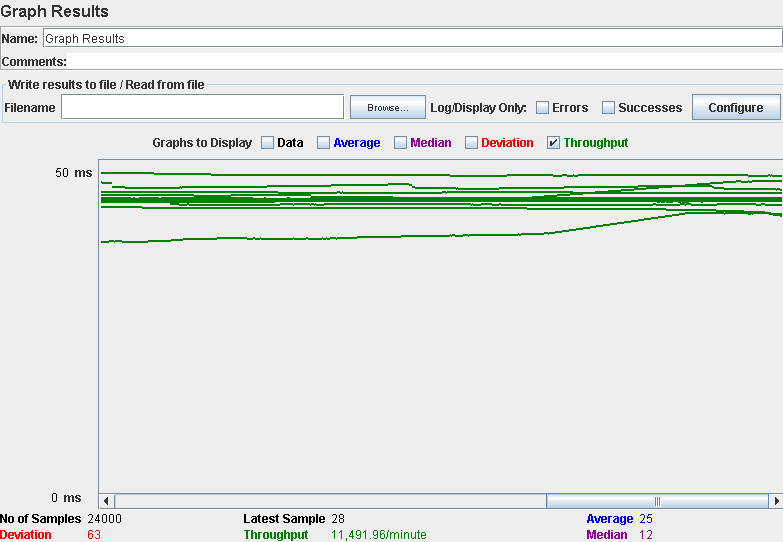 Graph Results
Name: Graph Results
Comments:
Write results to file / Read from file
Filename Browse... Log/Display Only: Errors Successes Configure
Graphs to Display Data Average Median Deviation Throughput
50 ms
0 ms
No of Samples 24000 Latest Sample 28 Average 25
Deviation 63 Throughput 11,491.96/minute Median 12